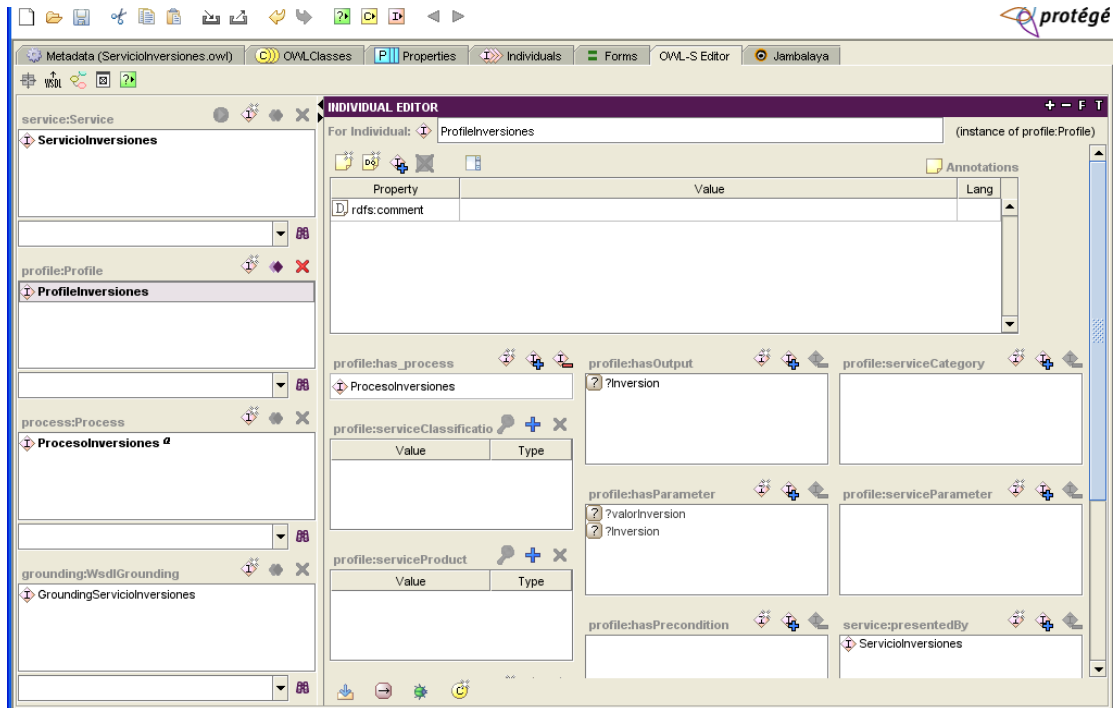 protégé
Metadata (ServicioInversiones.owl)
OWLClasses
Properties
Individuals
Forms
OWL-S Editor
Jambalaya
WSDL
service:Service
ServicioInversiones
profile:Profile
ProfileInversiones
process:Process
ProcesoInversiones
grounding:WsdlGrounding
GroundingServicioInversiones
INDIVIDUAL EDITOR
+ − F T
For Individual: ProfileInversiones (instance of profile:Profile)
Annotations
Property Value Lang
rdfs:comment
profile:has_process
ProcesoInversiones
profile:serviceClassificatio
Value Type
profile:serviceProduct
Value Type
profile:hasOutput
?Inversion
profile:hasParameter
?valorInversion
?Inversion
profile:hasPrecondition
profile:serviceCategory
profile:serviceParameter
service:presentedBy
ServicioInversiones